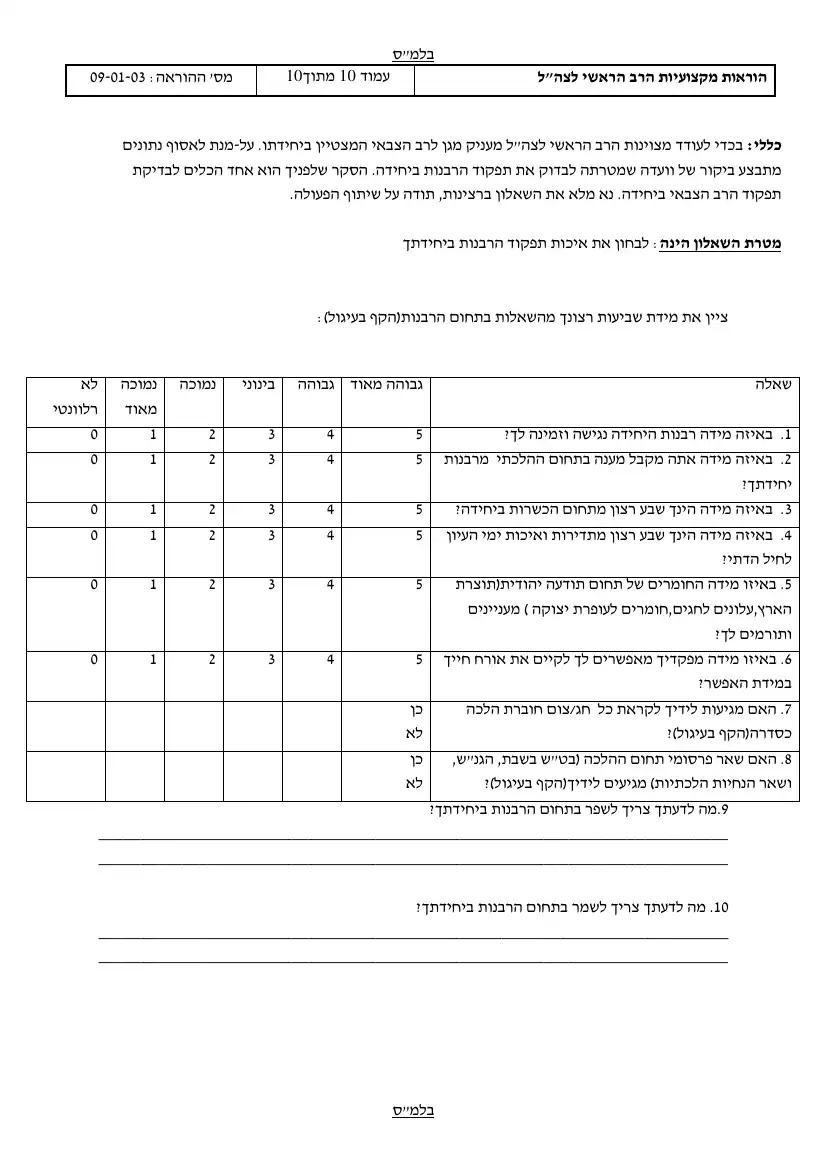 בלמ"ס
הוראות מקצועיות הרב הראשי לצה"ל עמוד 10 מתוך10 מס' ההוראה : 09-01-03
כללי: בכדי לעודד מצוינות הרב הראשי לצה"ל מעניק מגן לרב הצבאי המצטיין ביחידתו. על-מנת לאסוף נתונים
מתבצע ביקור של וועדה שמטרתה לבדוק את תפקוד הרבנות ביחידה. הסקר שלפניך הוא אחד הכלים לבדיקת
תפקוד הרב הצבאי ביחידה. נא מלא את השאלון ברצינות, תודה על שיתוף הפעולה.
מטרת השאלון הינה : לבחון את איכות תפקוד הרבנות ביחידתך
ציין את מידת שביעות רצונך מהשאלות בתחום הרבנות(הקף בעיגול) :
שאלה גבוהה מאוד גבוהה בינוני נמוכה נמוכה לא
מאוד רלוונטי
1. באיזה מידה רבנות היחידה נגישה וזמינה לך? 5 4 3 2 1 0
2. באיזה מידה אתה מקבל מענה בתחום ההלכתי מרבנות 5 4 3 2 1 0
יחידתך?
3. באיזה מידה הינך שבע רצון מתחום הכשרות ביחידה? 5 4 3 2 1 0
4. באיזה מידה הינך שבע רצון מתדירות ואיכות ימי העיון 5 4 3 2 1 0
לחיל הדתי?
5. באיזו מידה החומרים של תחום תודעה יהודית(תוצרת 5 4 3 2 1 0
הארץ,עלונים לחגים,חומרים לעופרת יצוקה ) מעניינים
ותורמים לך?
6. באיזו מידה מפקדיך מאפשרים לך לקיים את אורח חייך 5 4 3 2 1 0
במידת האפשר?
7. האם מגיעות לידיך לקראת כל חג/צום חוברת הלכה כן
כסדרה(הקף בעיגול)? לא
8. האם שאר פרסומי תחום ההלכה (בט"ש בשבת, הגנ"ש, כן
ושאר הנחיות הלכתיות) מגיעים לידיך(הקף בעיגול)? לא
9.מה לדעתך צריך לשפר בתחום הרבנות ביחידתך?
10. מה לדעתך צריך לשמר בתחום הרבנות ביחידתך?
בלמ"ס